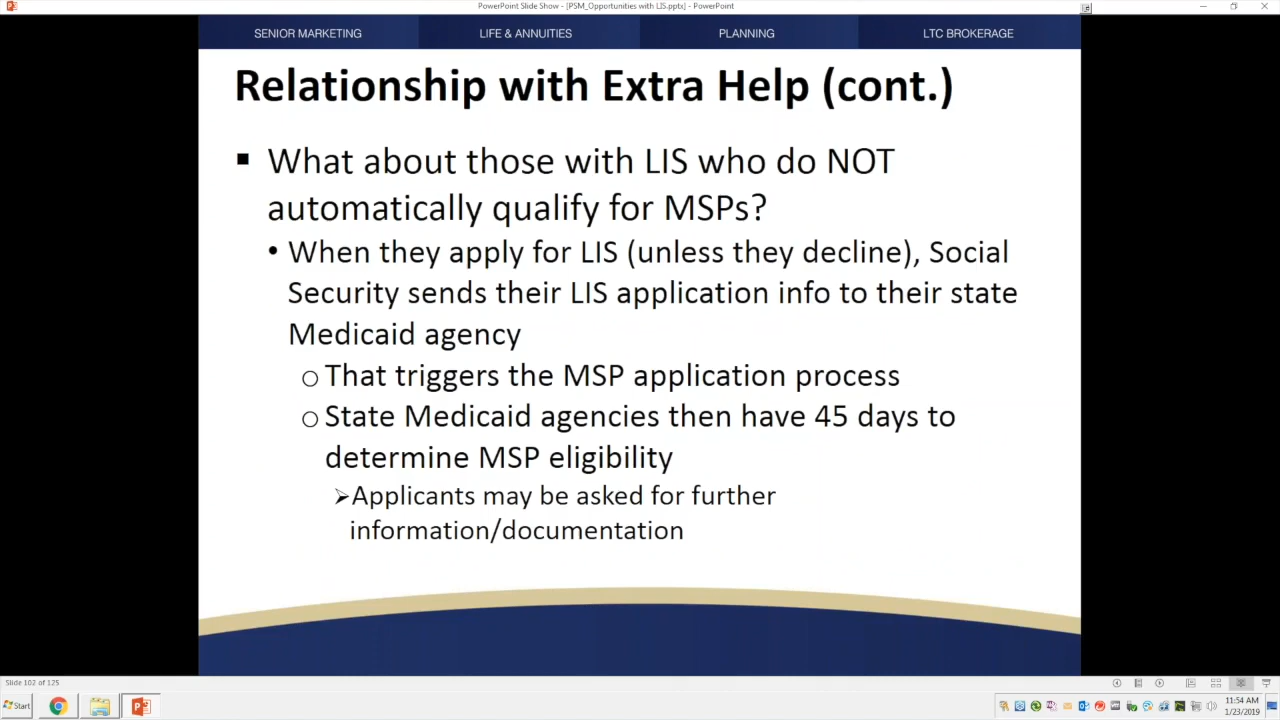 PowerPoint Slide Show - [PSM_Opportunities with LIS.pptx] - PowerPoint
SENIOR MARKETING
LIFE & ANNUITIES
PLANNING
LTC BROKERAGE
Relationship with Extra Help (cont.)
▪ What about those with LIS who do NOT
automatically qualify for MSPs?
• When they apply for LIS (unless they decline), Social
Security sends their LIS application info to their state
Medicaid agency
o That triggers the MSP application process
o State Medicaid agencies then have 45 days to
determine MSP eligibility
➢Applicants may be asked for further
information/documentation
Slide 102 of 125
Start
11:54 AM
1/23/2019